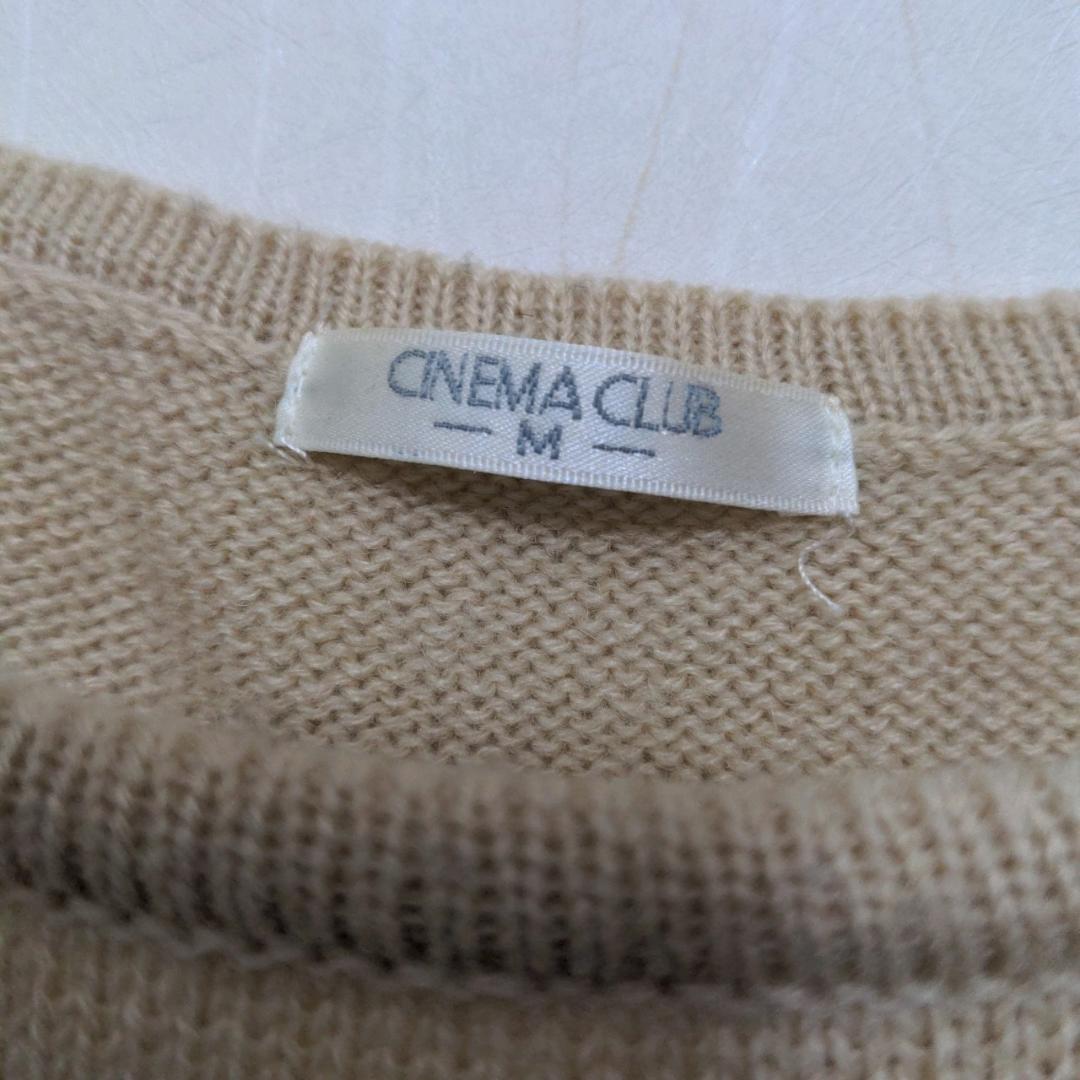 CINEMA CLUB
— M —